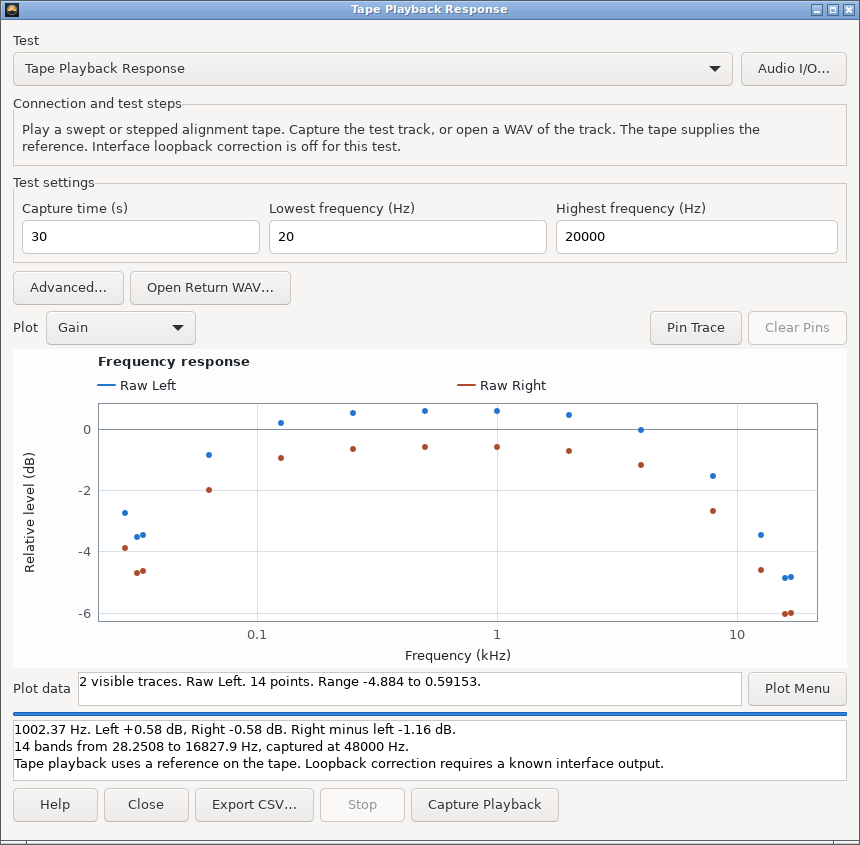 Tape Playback Response
Test
Tape Playback Response
Audio I/O...
Connection and test steps
Play a swept or stepped alignment tape. Capture the test track, or open a WAV of the track. The tape supplies the
reference. Interface loopback correction is off for this test.
Test settings
Capture time (s)
Lowest frequency (Hz)
Highest frequency (Hz)
30
20
20000
Advanced...
Open Return WAV...
Plot
Gain
Pin Trace
Clear Pins
Frequency response
Raw Left
Raw Right
0
-2
-4
-6
Relative level (dB)
0.1
1
10
Frequency (kHz)
Plot data
2 visible traces. Raw Left. 14 points. Range -4.884 to 0.59153.
Plot Menu
1002.37 Hz. Left +0.58 dB, Right -0.58 dB. Right minus left -1.16 dB.
14 bands from 28.2508 to 16827.9 Hz, captured at 48000 Hz.
Tape playback uses a reference on the tape. Loopback correction requires a known interface output.
Help
Close
Export CSV...
Stop
Capture Playback